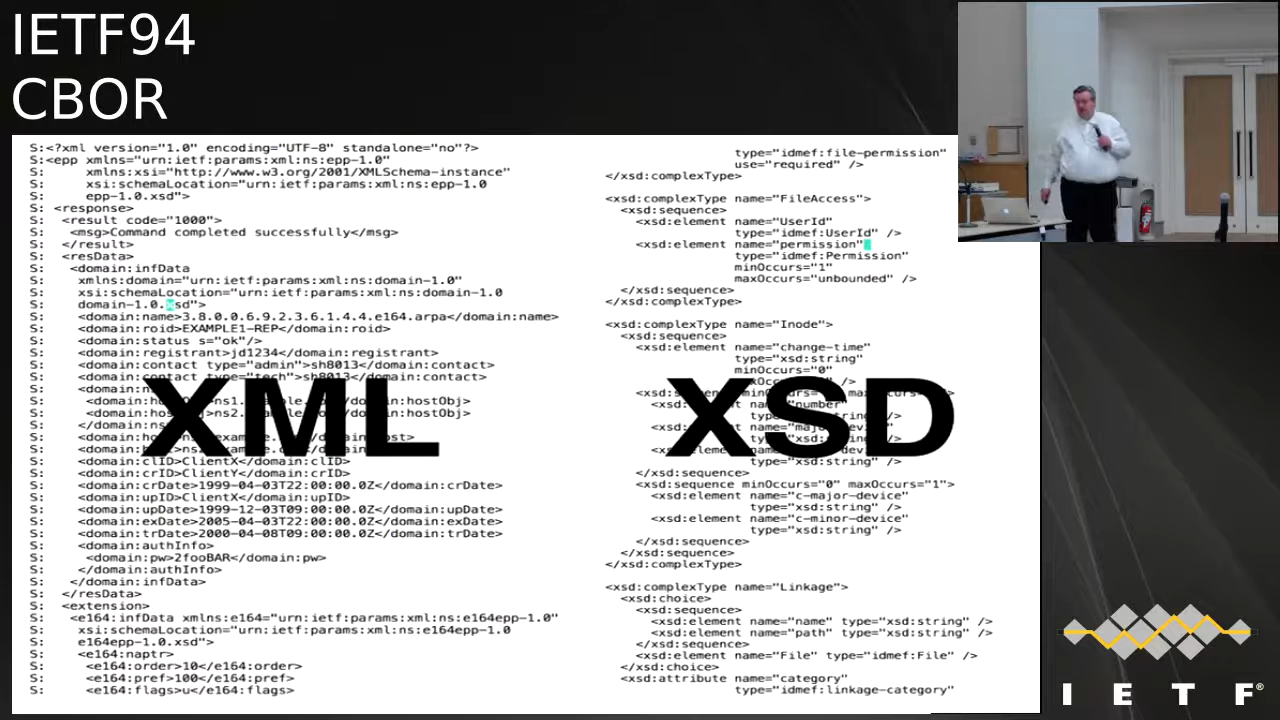 IETF94
CBOR
S:<?xml version="1.0" encoding="UTF-8" standalone="no"?>
S:<epp xmlns="urn:ietf:params:xml:ns:epp-1.0"
S: xmlns:xsi="http://www.w3.org/2001/XMLSchema-instance"
S: xsi:schemaLocation="urn:ietf:params:xml:ns:epp-1.0
S: epp-1.0.xsd">
S: <response>
S: <result code="1000">
S: <msg>Command completed successfully</msg>
S: </result>
S: <resData>
S: <domain:infData
S: xmlns:domain="urn:ietf:params:xml:ns:domain-1.0"
S: xsi:schemaLocation="urn:ietf:params:xml:ns:domain-1.0
S: domain-1.0.xsd">
S: <domain:name>3.8.0.0.6.9.2.3.6.1.4.4.e164.arpa</domain:name>
S: <domain:roid>EXAMPLE1-REP</domain:roid>
S: <domain:status s="ok"/>
S: <domain:registrant>jd1234</domain:registrant>
S: <domain:contact type="admin">sh8013</domain:contact>
S: <domain:contact type="tech">sh8013</domain:contact>
S: <domain:
S: <domain: ns1. </domain:hostObj>
S: <domain: ns2. </domain:hostObj>
S: </domain:
S: <domain:
XML
S: <domain:clID>ClientX</domain:clID>
S: <domain:crID>ClientY</domain:crID>
S: <domain:crDate>1999-04-03T22:00:00.0Z</domain:crDate>
S: <domain:upID>ClientX</domain:upID>
S: <domain:upDate>1999-12-03T09:00:00.0Z</domain:upDate>
S: <domain:exDate>2005-04-03T22:00:00.0Z</domain:exDate>
S: <domain:trDate>2000-04-08T09:00:00.0Z</domain:trDate>
S: <domain:authInfo>
S: <domain:pw>2fooBAR</domain:pw>
S: </domain:authInfo>
S: </domain:infData>
S: </resData>
S: <extension>
S: <e164:infData xmlns:e164="urn:ietf:params:xml:ns:e164epp-1.0"
S: xsi:schemaLocation="urn:ietf:params:xml:ns:e164epp-1.0
S: e164epp-1.0.xsd">
S: <e164:naptr>
S: <e164:order>10</e164:order>
S: <e164:pref>100</e164:pref>
S: <e164:flags>u</e164:flags>
type="idmef:file-permission"
use="required" />
</xsd:complexType>
<xsd:complexType name="FileAccess">
<xsd:sequence>
<xsd:element name="UserId"
type="idmef:UserId" />
<xsd:element name="permission"
type="idmef:Permission"
minOccurs="1"
maxOccurs="unbounded" />
</xsd:sequence>
</xsd:complexType>
<xsd:complexType name="Inode">
<xsd:sequence>
<xsd:element name="change-time"
type="xsd:string"
minOccurs="0"
/>
<xsd:
<xsd: "number"
/>
<xsd:
/>
<xsd:
type="xsd:string" />
XSD
</xsd:sequence>
<xsd:sequence minOccurs="0" maxOccurs="1">
<xsd:element name="c-major-device"
type="xsd:string" />
<xsd:element name="c-minor-device"
type="xsd:string" />
</xsd:sequence>
</xsd:sequence>
</xsd:complexType>
<xsd:complexType name="Linkage">
<xsd:choice>
<xsd:sequence>
<xsd:element name="name" type="xsd:string" />
<xsd:element name="path" type="xsd:string" />
</xsd:sequence>
<xsd:element name="File" type="idmef:File" />
</xsd:choice>
<xsd:attribute name="category"
type="idmef:linkage-category"
I E T F®